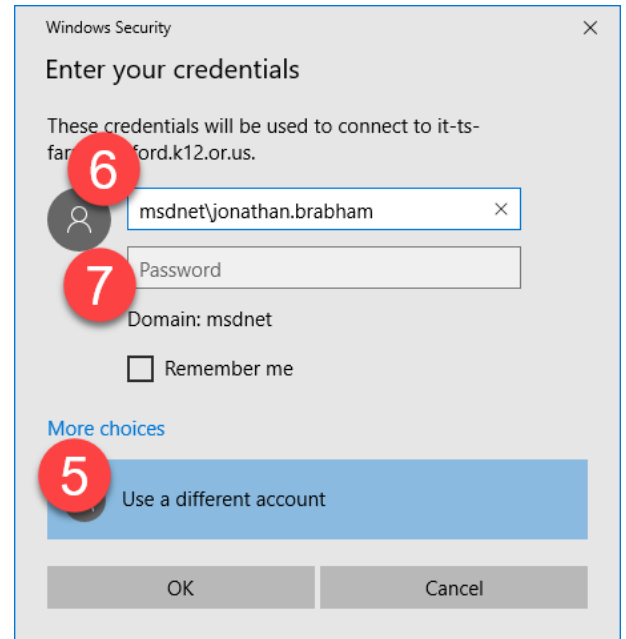 Windows Security
Enter your credentials
These credentials will be used to connect to it-ts-
ford.k12.or.us.
6
msdnet\jonathan.brabham
7
Password
Domain: msdnet
Remember me
More choices
5
Use a different account
OK
Cancel